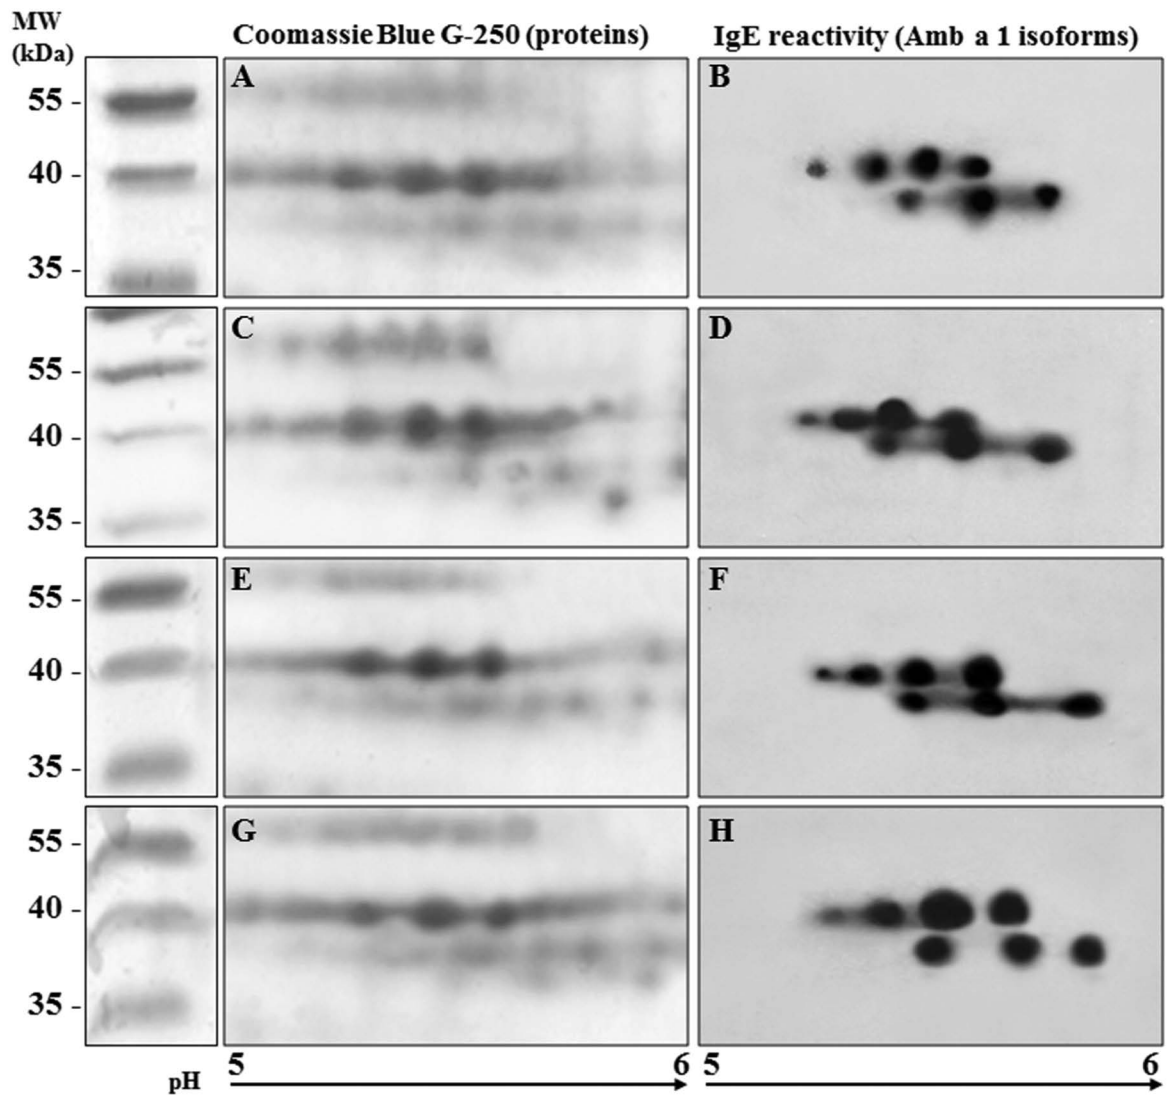 MW
(kDa)
Coomassie Blue G-250 (proteins)
IgE reactivity (Amb a 1 isoforms)
A
B
55 -
40 -
35 -
C
D
55 -
40 -
35 -
E
F
55 -
40 -
35 -
G
H
55 -
40 -
35 -
pH
5
6
5
6